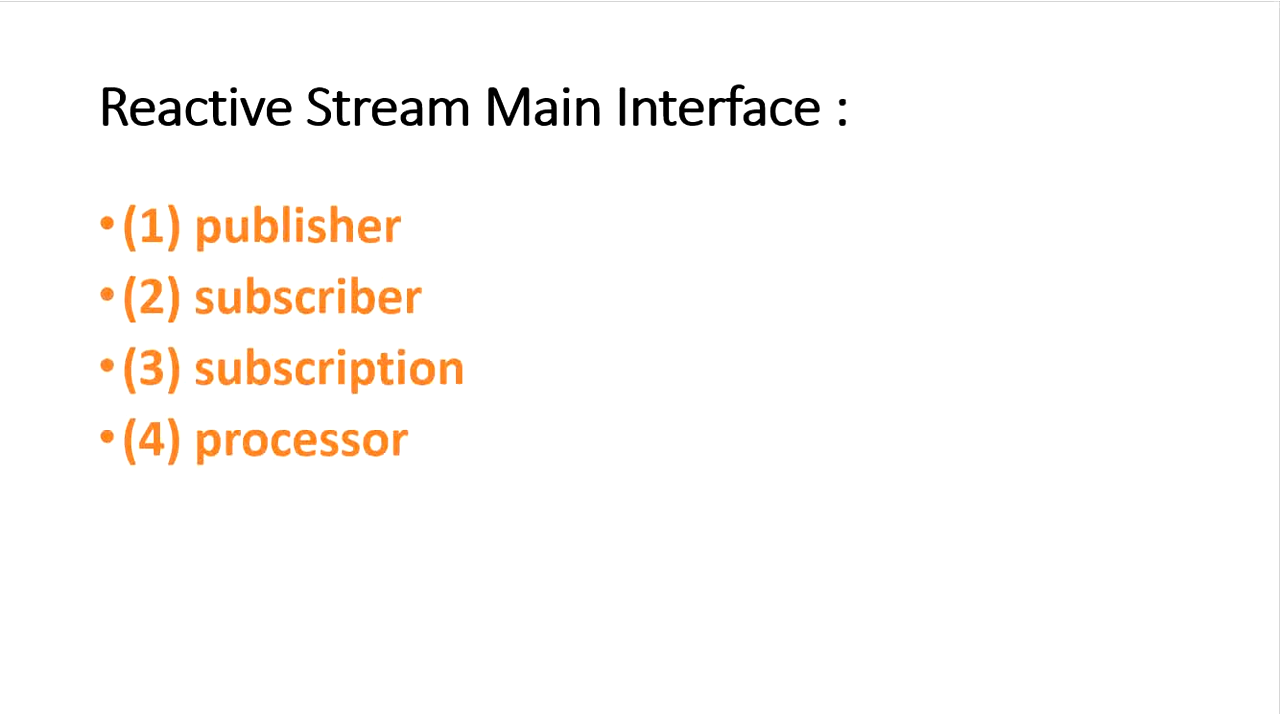 Reactive Stream Main Interface :
• (1) publisher
• (2) subscriber
• (3) subscription
• (4) processor